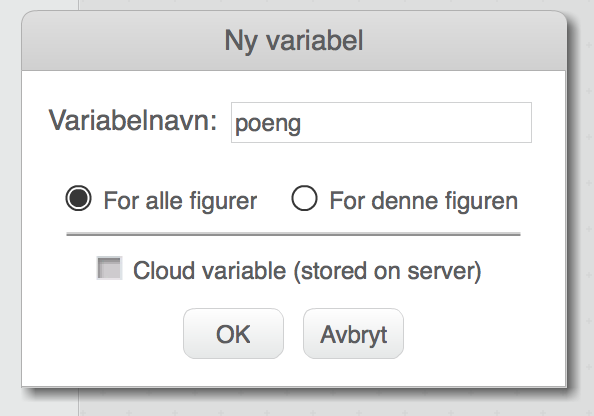 Ny variabel
Variabelnavn: poeng
For alle figurer For denne figuren
Cloud variable (stored on server)
OK Avbryt